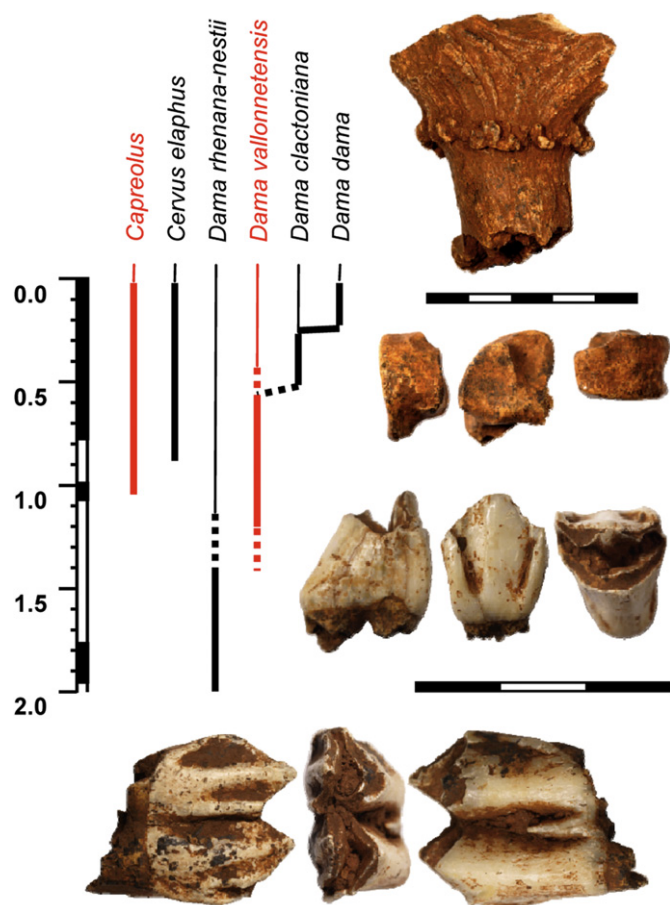 Capreolus
Cervus elaphus
Dama rhenana-nestii
Dama vallonnetensis
Dama clactoniana
Dama dama
0.0
0.5
1.0
1.5
2.0